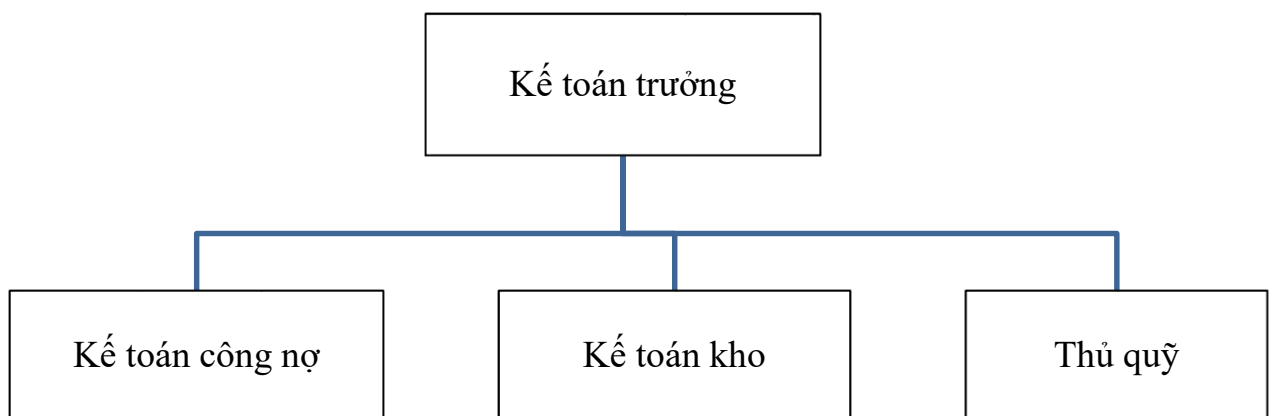 Kế toán trưởng
Kế toán công nợ
Kế toán kho
Thủ quỹ